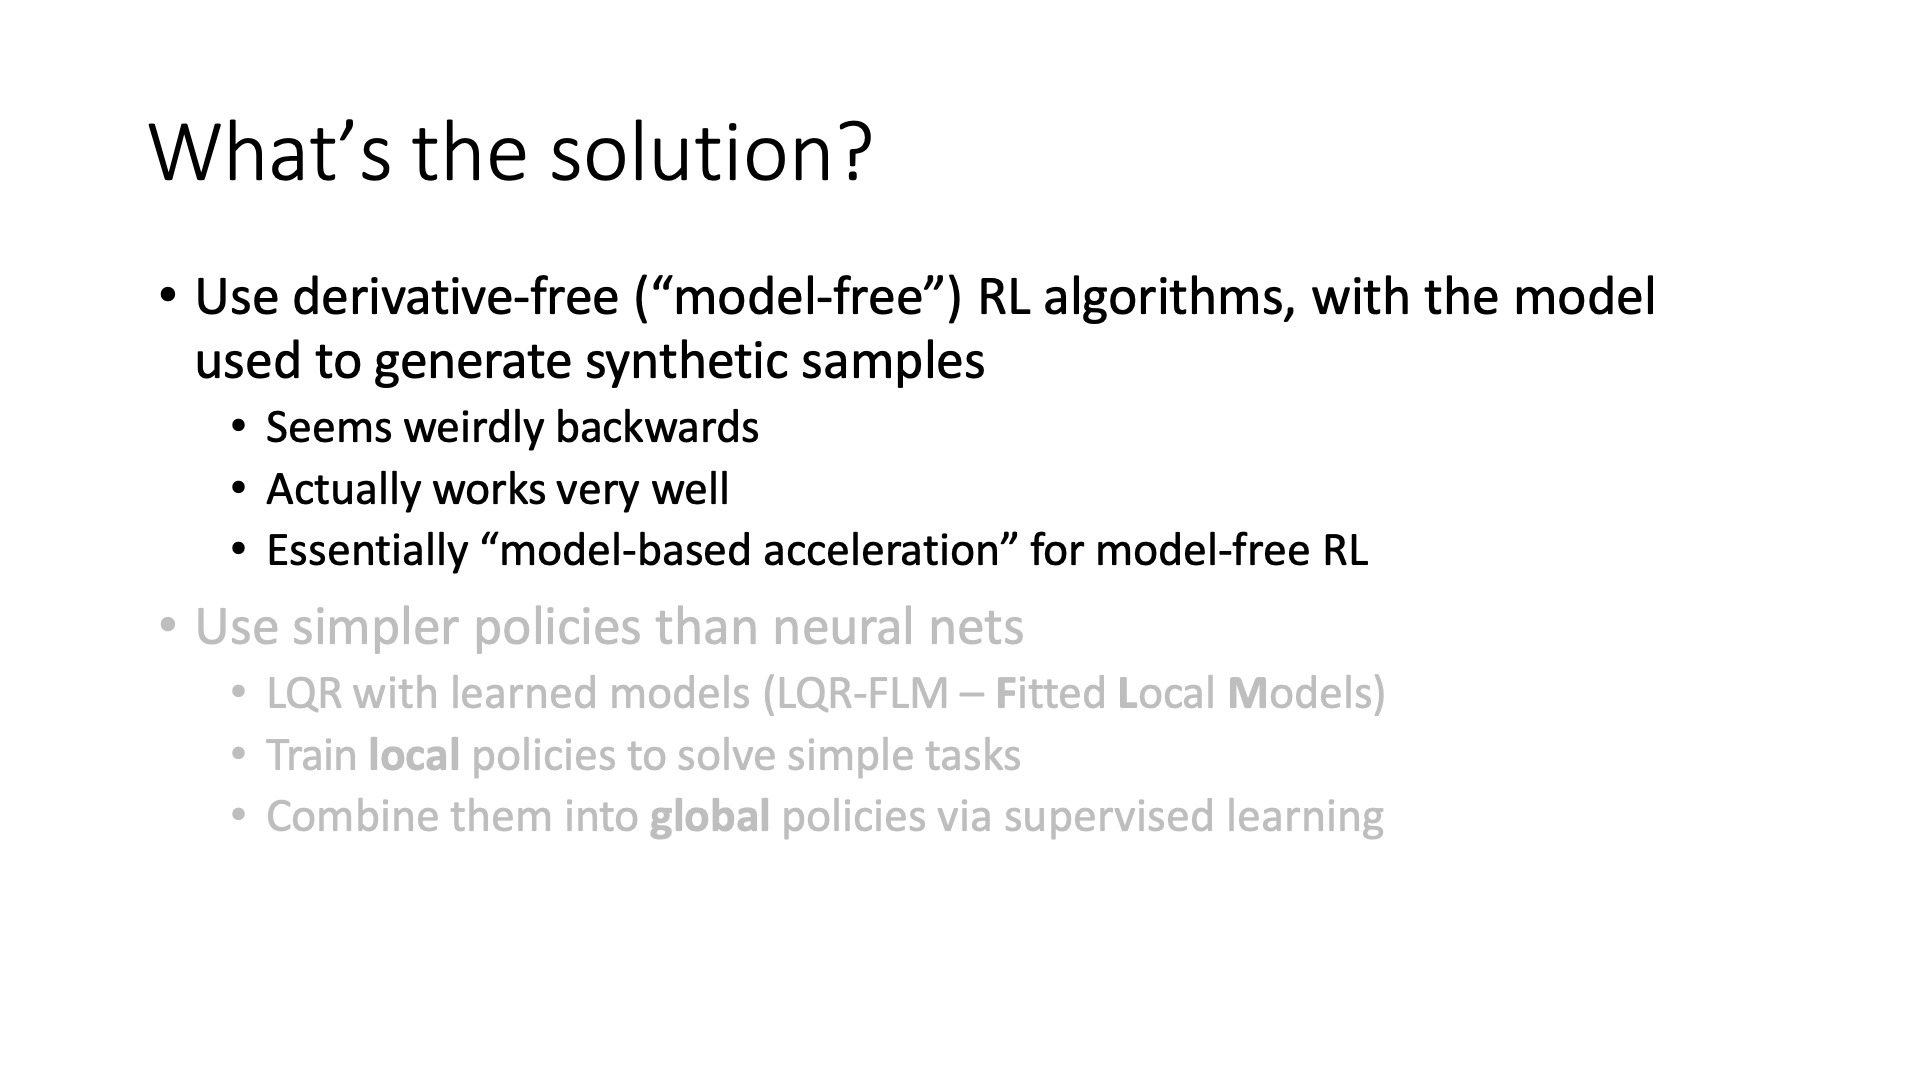 What’s the solution?
• Use derivative-free (“model-free”) RL algorithms, with the model
used to generate synthetic samples
• Seems weirdly backwards
• Actually works very well
• Essentially “model-based acceleration” for model-free RL
• Use simpler policies than neural nets
• LQR with learned models (LQR-FLM – Fitted Local Models)
• Train local policies to solve simple tasks
• Combine them into global policies via supervised learning